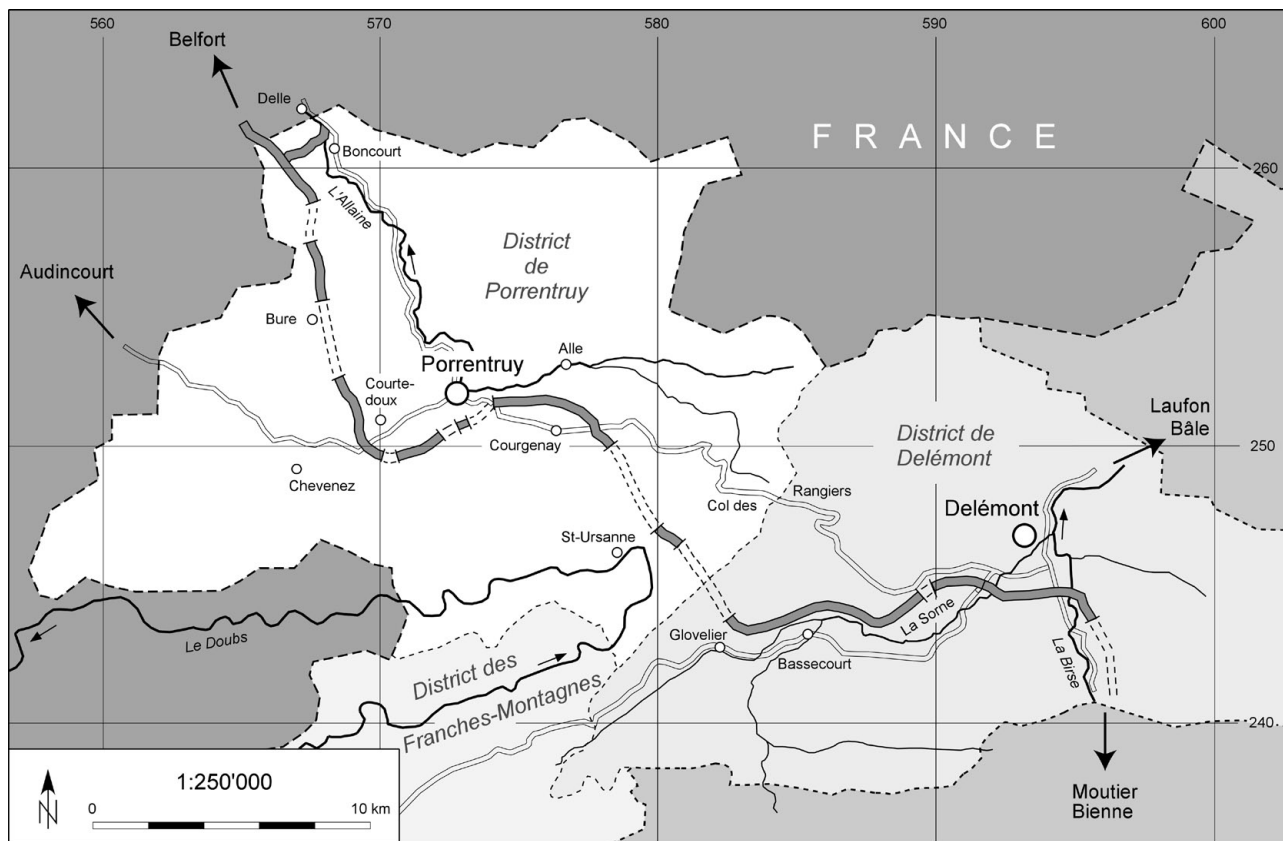 560
570
580
590
600
Belfort
Delle
Boncourt
L'Allaine
FRANCE
260
Audincourt
District
de
Porrentruy
Bure
Porrentruy
Alle
Courte-
doux
Courgenay
Chevenez
Laufon
Bâle
District de
Delémont
250
Col des
Rangiers
Delémont
St-Ursanne
Le Doubs
La Sorne
Glovelier
Bassecourt
La Birse
District des
Franches-Montagnes
240
N
1:250'000
0
10 km
Moutier
Bienne